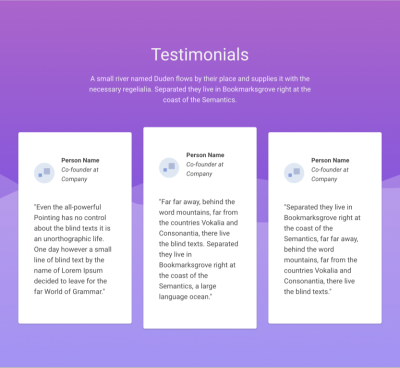 Testimonials
A small river named Duden flows by their place and supplies it with the
necessary regelialia. Separated they live in Bookmarksgrove right at the
coast of the Semantics.
Person Name
Co-founder at
Company
"Even the all-powerful
Pointing has no control
about the blind texts it is
an unorthographic life.
One day however a small
line of blind text by the
name of Lorem Ipsum
decided to leave for the
far World of Grammar."
Person Name
Co-founder at
Company
"Far far away, behind the
word mountains, far from
the countries Vokalia and
Consonantia, there live
the blind texts. Separated
they live in
Bookmarksgrove right at
the coast of the
Semantics, a large
language ocean."
Person Name
Co-founder at
Company
"Separated they live in
Bookmarksgrove right at
the coast of the
Semantics, far far away,
behind the word
mountains, far from the
countries Vokalia and
Consonantia, there live
the blind texts."